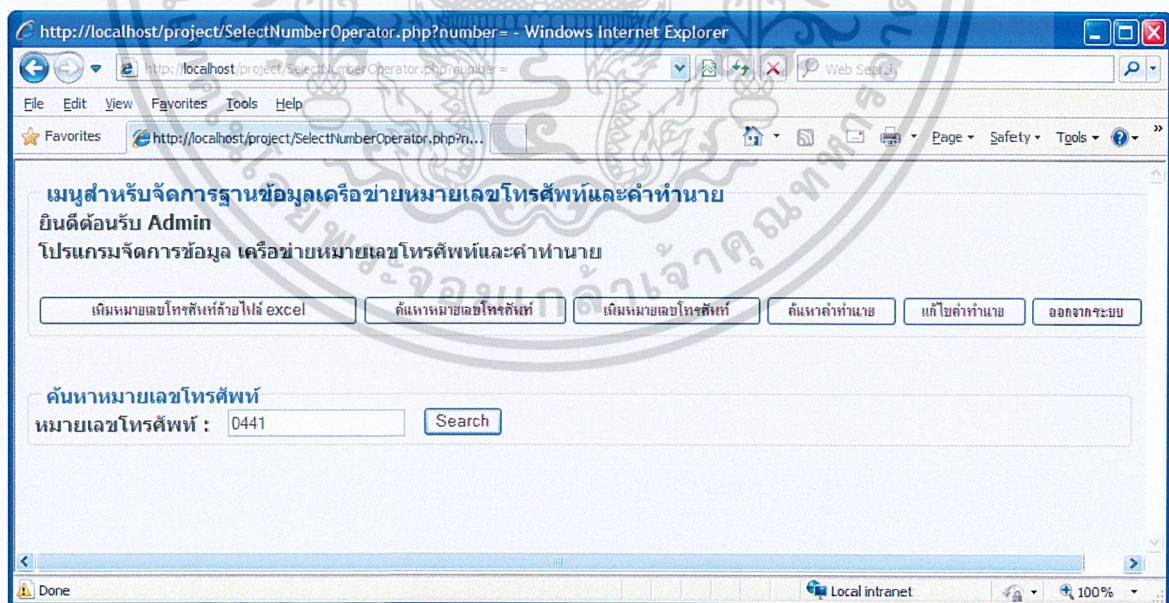 http://localhost/project/SelectNumberOperator.php?number= - Windows Internet Explorer
http://localhost/project/SelectNumberOperator.php?number= Web Search
File Edit View Favorites Tools Help
Favorites http://localhost/project/SelectNumberOperator.php?n... Page Safety Tools
เมนูสำหรับจัดการฐานข้อมูลเครือข่ายหมายเลขโทรศัพท์และคำทำนาย
ยินดีต้อนรับ Admin
โปรแกรมจัดการข้อมูล เครือข่ายหมายเลขโทรศัพท์และคำทำนาย
เพิ่มหมายเลขโทรศัพท์ด้วยไฟล์ excel ค้นหาหมายเลขโทรศัพท์ เพิ่มหมายเลขโทรศัพท์ ค้นหาคำทำนาย แก้ไขคำทำนาย ออกจากระบบ
ค้นหาหมายเลขโทรศัพท์
หมายเลขโทรศัพท์ : 0441 Search
Done Local intranet 100%